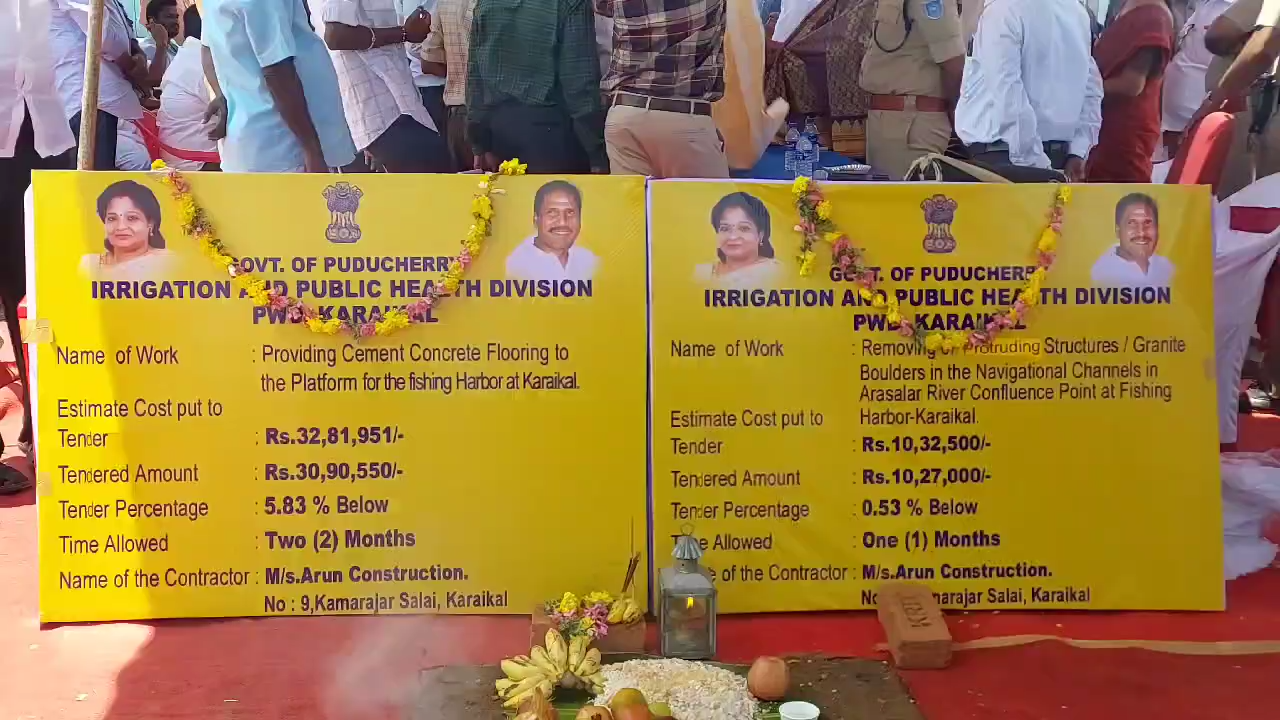 GOVT. OF PUDUCHERRY
IRRIGATION AND PUBLIC HEALTH DIVISION
PWD, KARAIKAL
Name of Work : Providing Cement Concrete Flooring to
the Platform for the fishing Harbor at Karaikal.
Estimate Cost put to
Tender : Rs.32,81,951/-
Tendered Amount : Rs.30,90,550/-
Tender Percentage : 5.83 % Below
Time Allowed : Two (2) Months
Name of the Contractor : M/s.Arun Construction.
No : 9,Kamarajar Salai, Karaikal
GOVT. OF PUDUCHERRY
IRRIGATION AND PUBLIC HEALTH DIVISION
PWD, KARAIKAL
Name of Work : Removing of Protruding Structures / Granite
Boulders in the Navigational Channels in
Arasalar River Confluence Point at Fishing
Harbor-Karaikal.
Estimate Cost put to
Tender : Rs.10,32,500/-
Tendered Amount : Rs.10,27,000/-
Tender Percentage : 0.53 % Below
Time Allowed : One (1) Months
of the Contractor : M/s.Arun Construction.
No marajar Salai, Karaikal